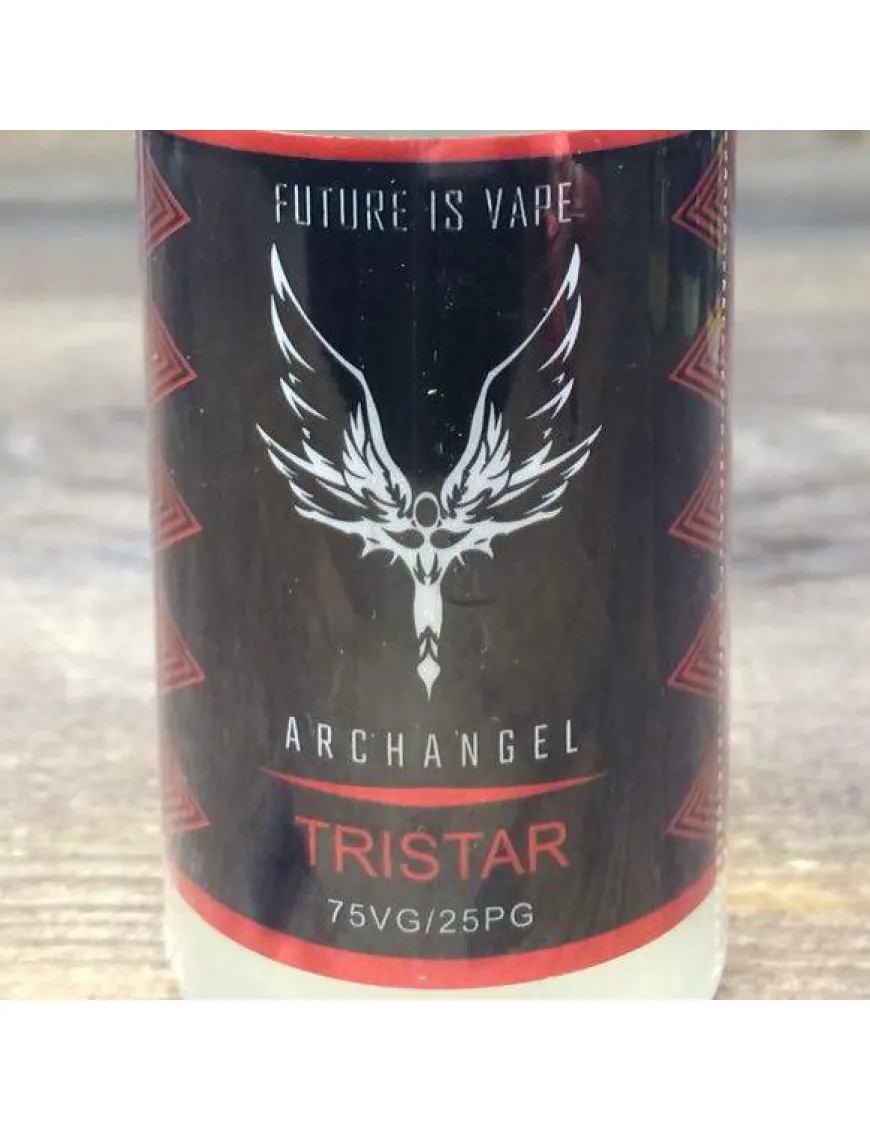 FUTURE IS VAPE
ARCHANGEL
TRISTAR
75VG/25PG